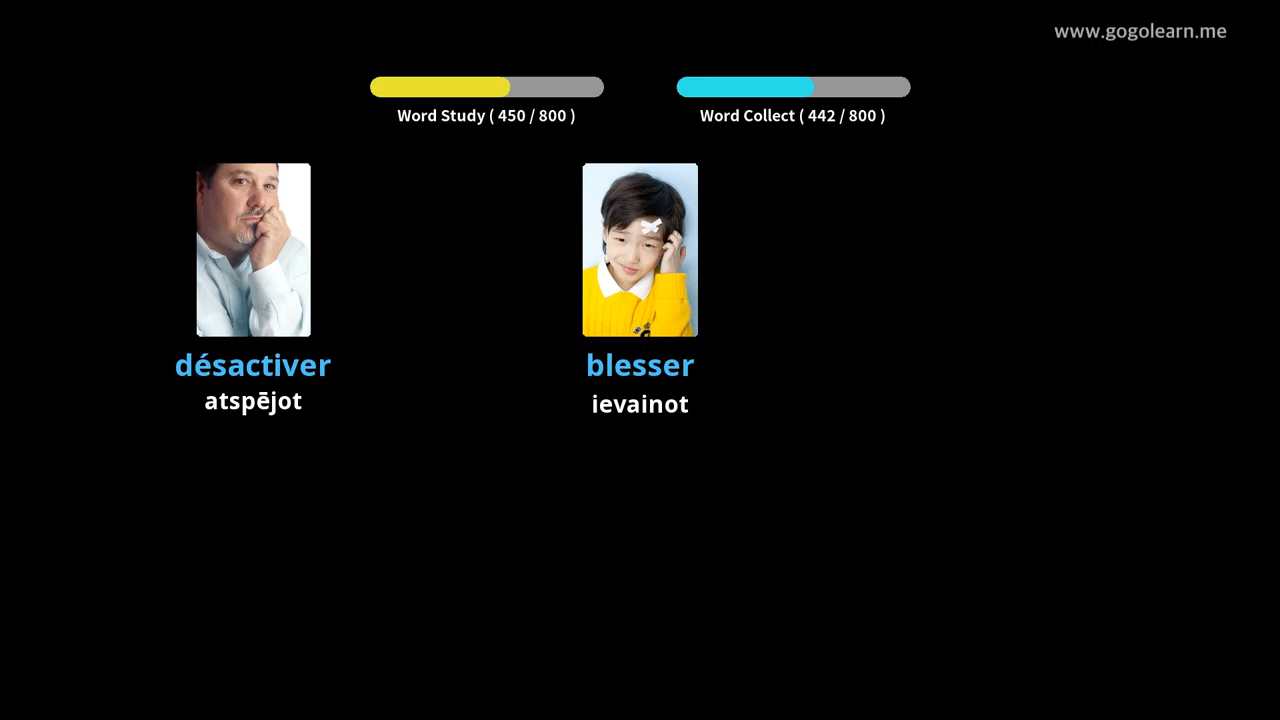 www.gogolearn.me
Word Study ( 450 / 800 )
Word Collect ( 442 / 800 )
désactiver
atspējot
blesser
ievainot